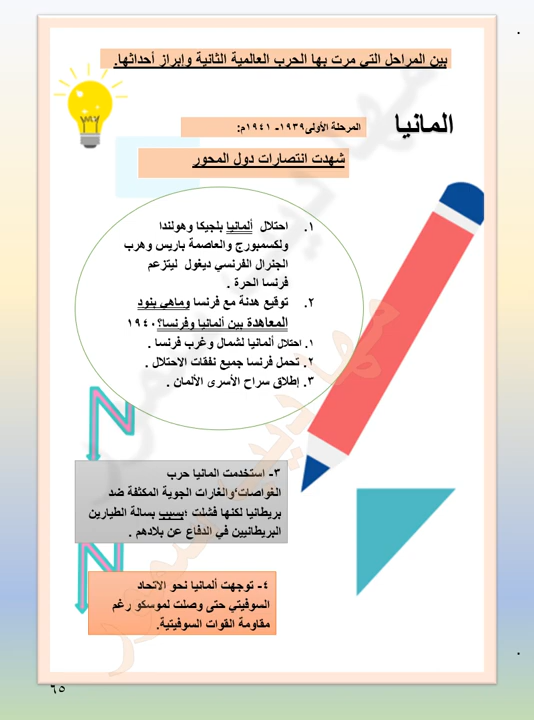 بين المراحل التي مرت بها الحرب العالمية الثانية وإبراز أحداثها.
المانيا
المرحلة الأولى١٩٣٩- ١٩٤١م:
شهدت انتصارات دول المحور
١. احتلال ألمانيا بلجيكا وهولندا
ولكسمبورج والعاصمة باريس وهرب
الجنرال الفرنسي ديغول ليتزعم
فرنسا الحرة .
٢. توقيع هدنة مع فرنسا وماهي بنود
المعاهدة بين ألمانيا وفرنسا؟١٩٤٠
١. احتلال ألمانيا لشمال وغرب فرنسا .
٢. تحمل فرنسا جميع نفقات الاحتلال .
٣. إطلاق سراح الأسرى الألمان .
٣- استخدمت المانيا حرب
الغواصات والغارات الجوية المكثفة ضد
بريطانيا لكنها فشلت ؛بسبب بسالة الطيارين
البريطانيين في الدفاع عن بلادهم .
٤- توجهت ألمانيا نحو الاتحاد
السوفيتي حتى وصلت لموسكو رغم
مقاومة القوات السوفيتية.
٦٥